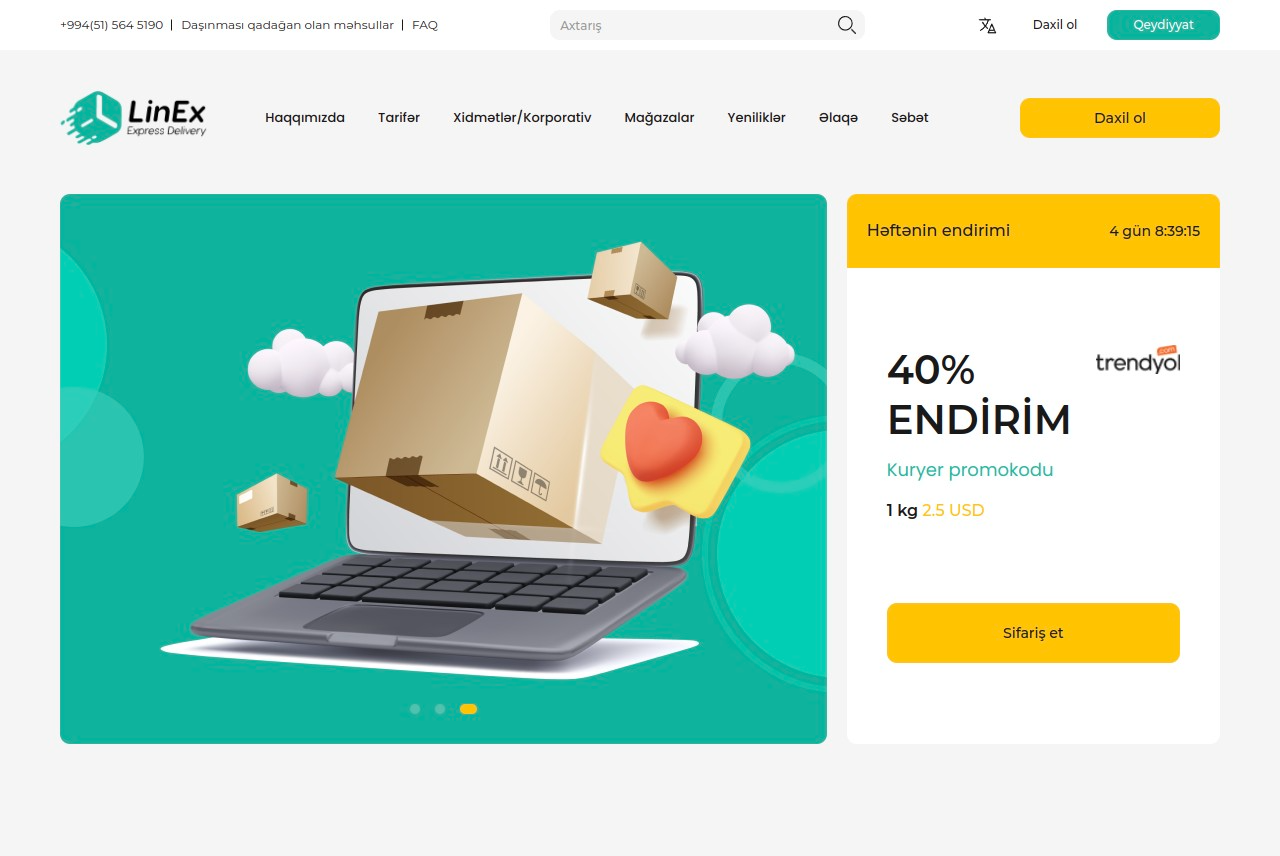 +994(51) 564 5190 | Daşınması qadağan olan məhsullar | FAQ
Axtarış
Daxil ol
Qeydiyyat
LinEx
Express Delivery
Haqqımızda
Tarifər
Xidmətlər/Korporativ
Mağazalar
Yeniliklər
Əlaqə
Səbət
Daxil ol
Həftənin endirimi
4 gün 8:39:15
40%
ENDİRİM
trendyol
.com
Kuryer promokodu
1 kg 2.5 USD
Sifariş et